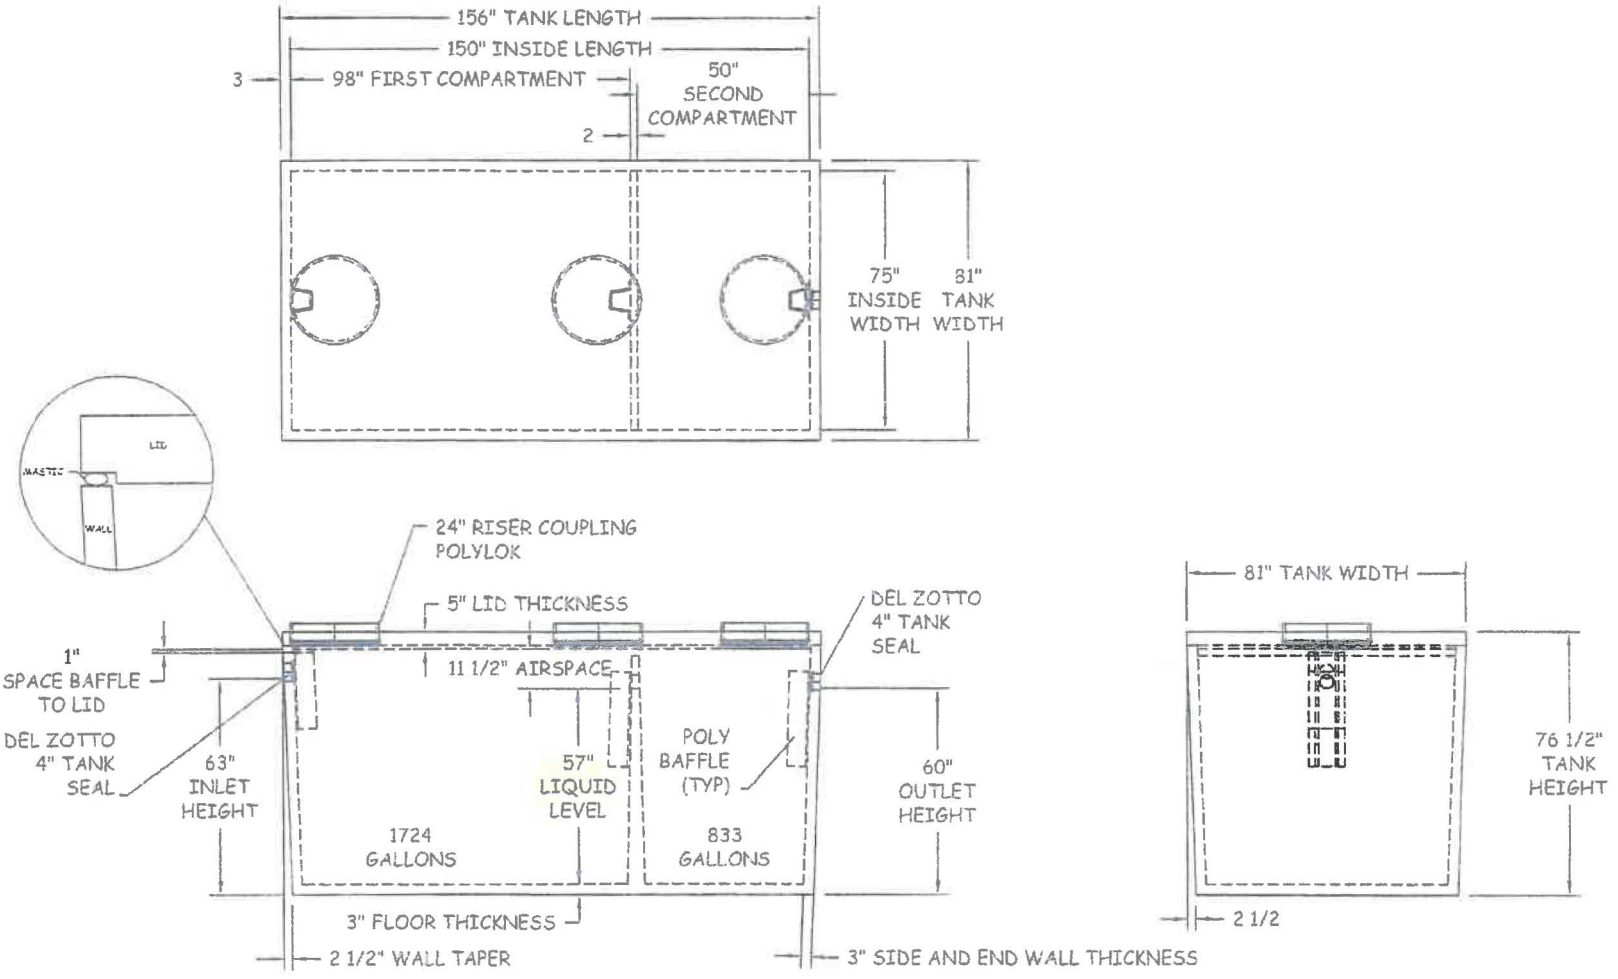 156" TANK LENGTH
150" INSIDE LENGTH
3
98" FIRST COMPARTMENT
50"
SECOND
COMPARTMENT
2
75"
INSIDE
WIDTH
81"
TANK
WIDTH
LID
MASTIC
WALL
24" RISER COUPLING
POLYLOK
5" LID THICKNESS
DEL ZOTTO
4" TANK
SEAL
1"
SPACE BAFFLE
TO LID
11 1/2" AIRSPACE
DEL ZOTTO
4" TANK
SEAL
63"
INLET
HEIGHT
57"
LIQUID
LEVEL
POLY
BAFFLE
(TYP)
60"
OUTLET
HEIGHT
1724
GALLONS
833
GALLONS
3" FLOOR THICKNESS
2 1/2" WALL TAPER
3" SIDE AND END WALL THICKNESS
81" TANK WIDTH
76 1/2"
TANK
HEIGHT
2 1/2